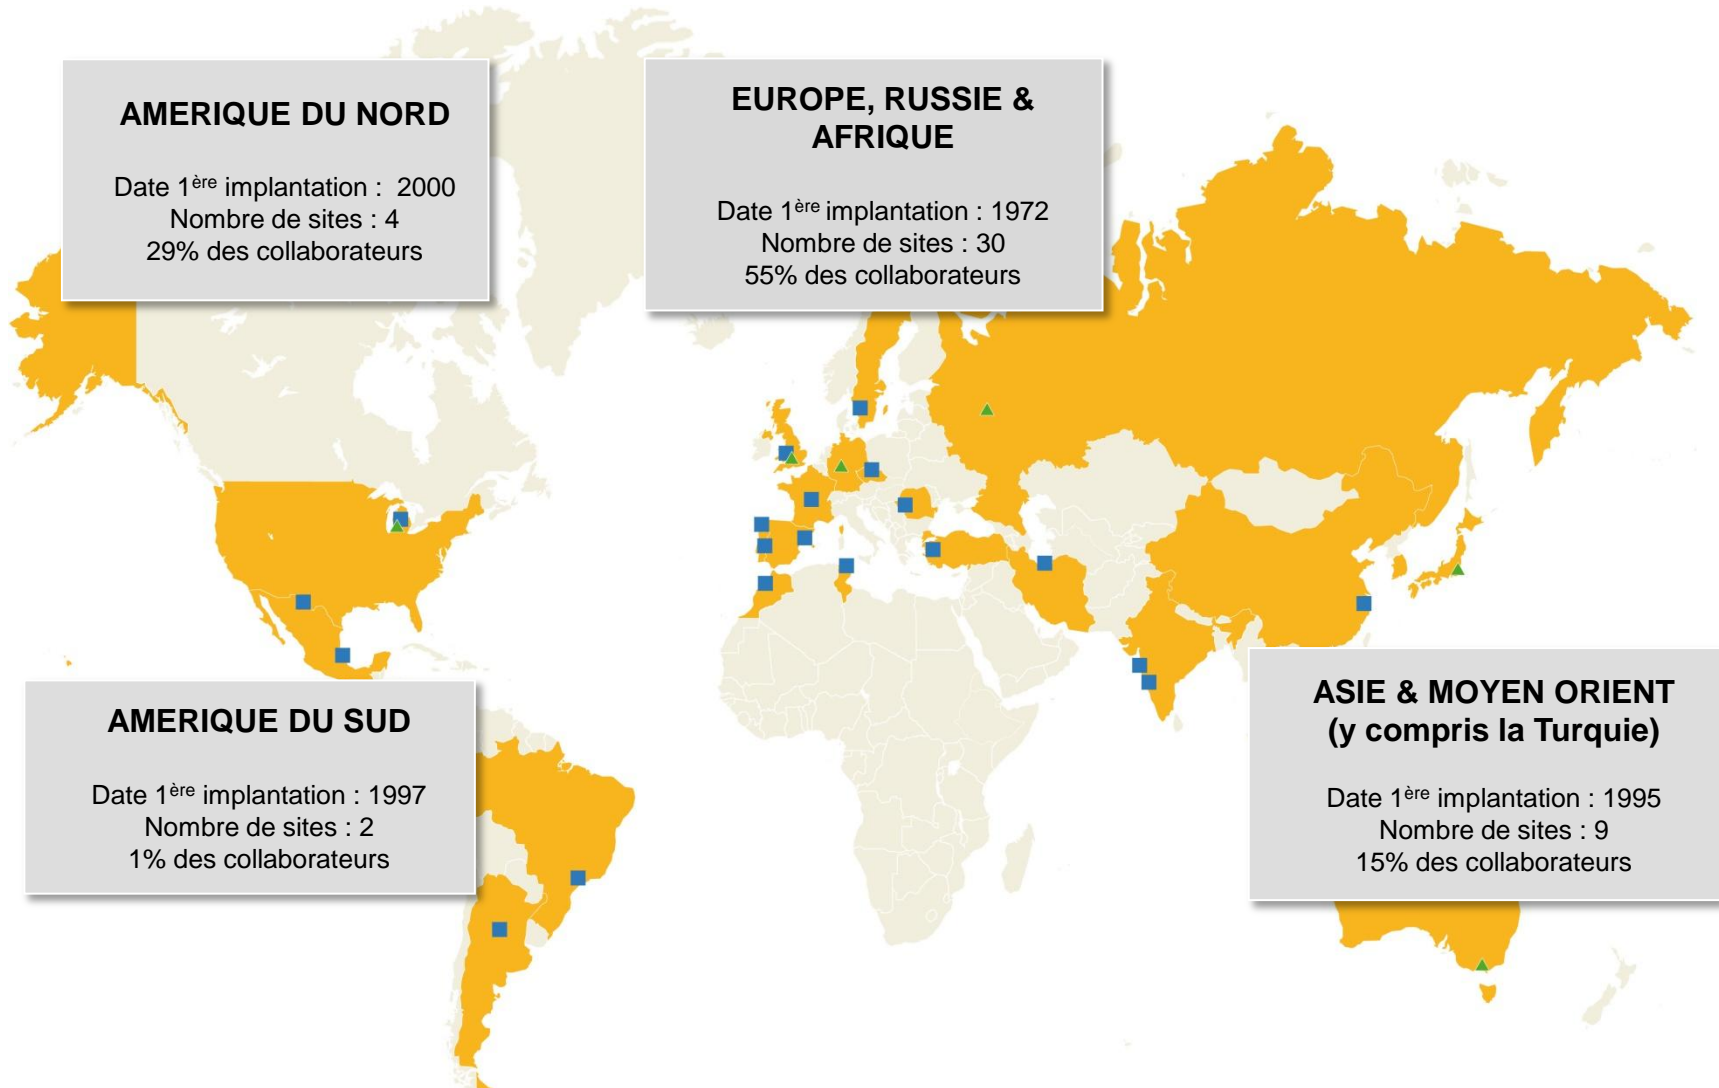 AMERIQUE DU NORD
Date 1ère implantation : 2000
Nombre de sites : 4
29% des collaborateurs
EUROPE, RUSSIE &
AFRIQUE
Date 1ère implantation : 1972
Nombre de sites : 30
55% des collaborateurs
AMERIQUE DU SUD
Date 1ère implantation : 1997
Nombre de sites : 2
1% des collaborateurs
ASIE & MOYEN ORIENT
(y compris la Turquie)
Date 1ère implantation : 1995
Nombre de sites : 9
15% des collaborateurs